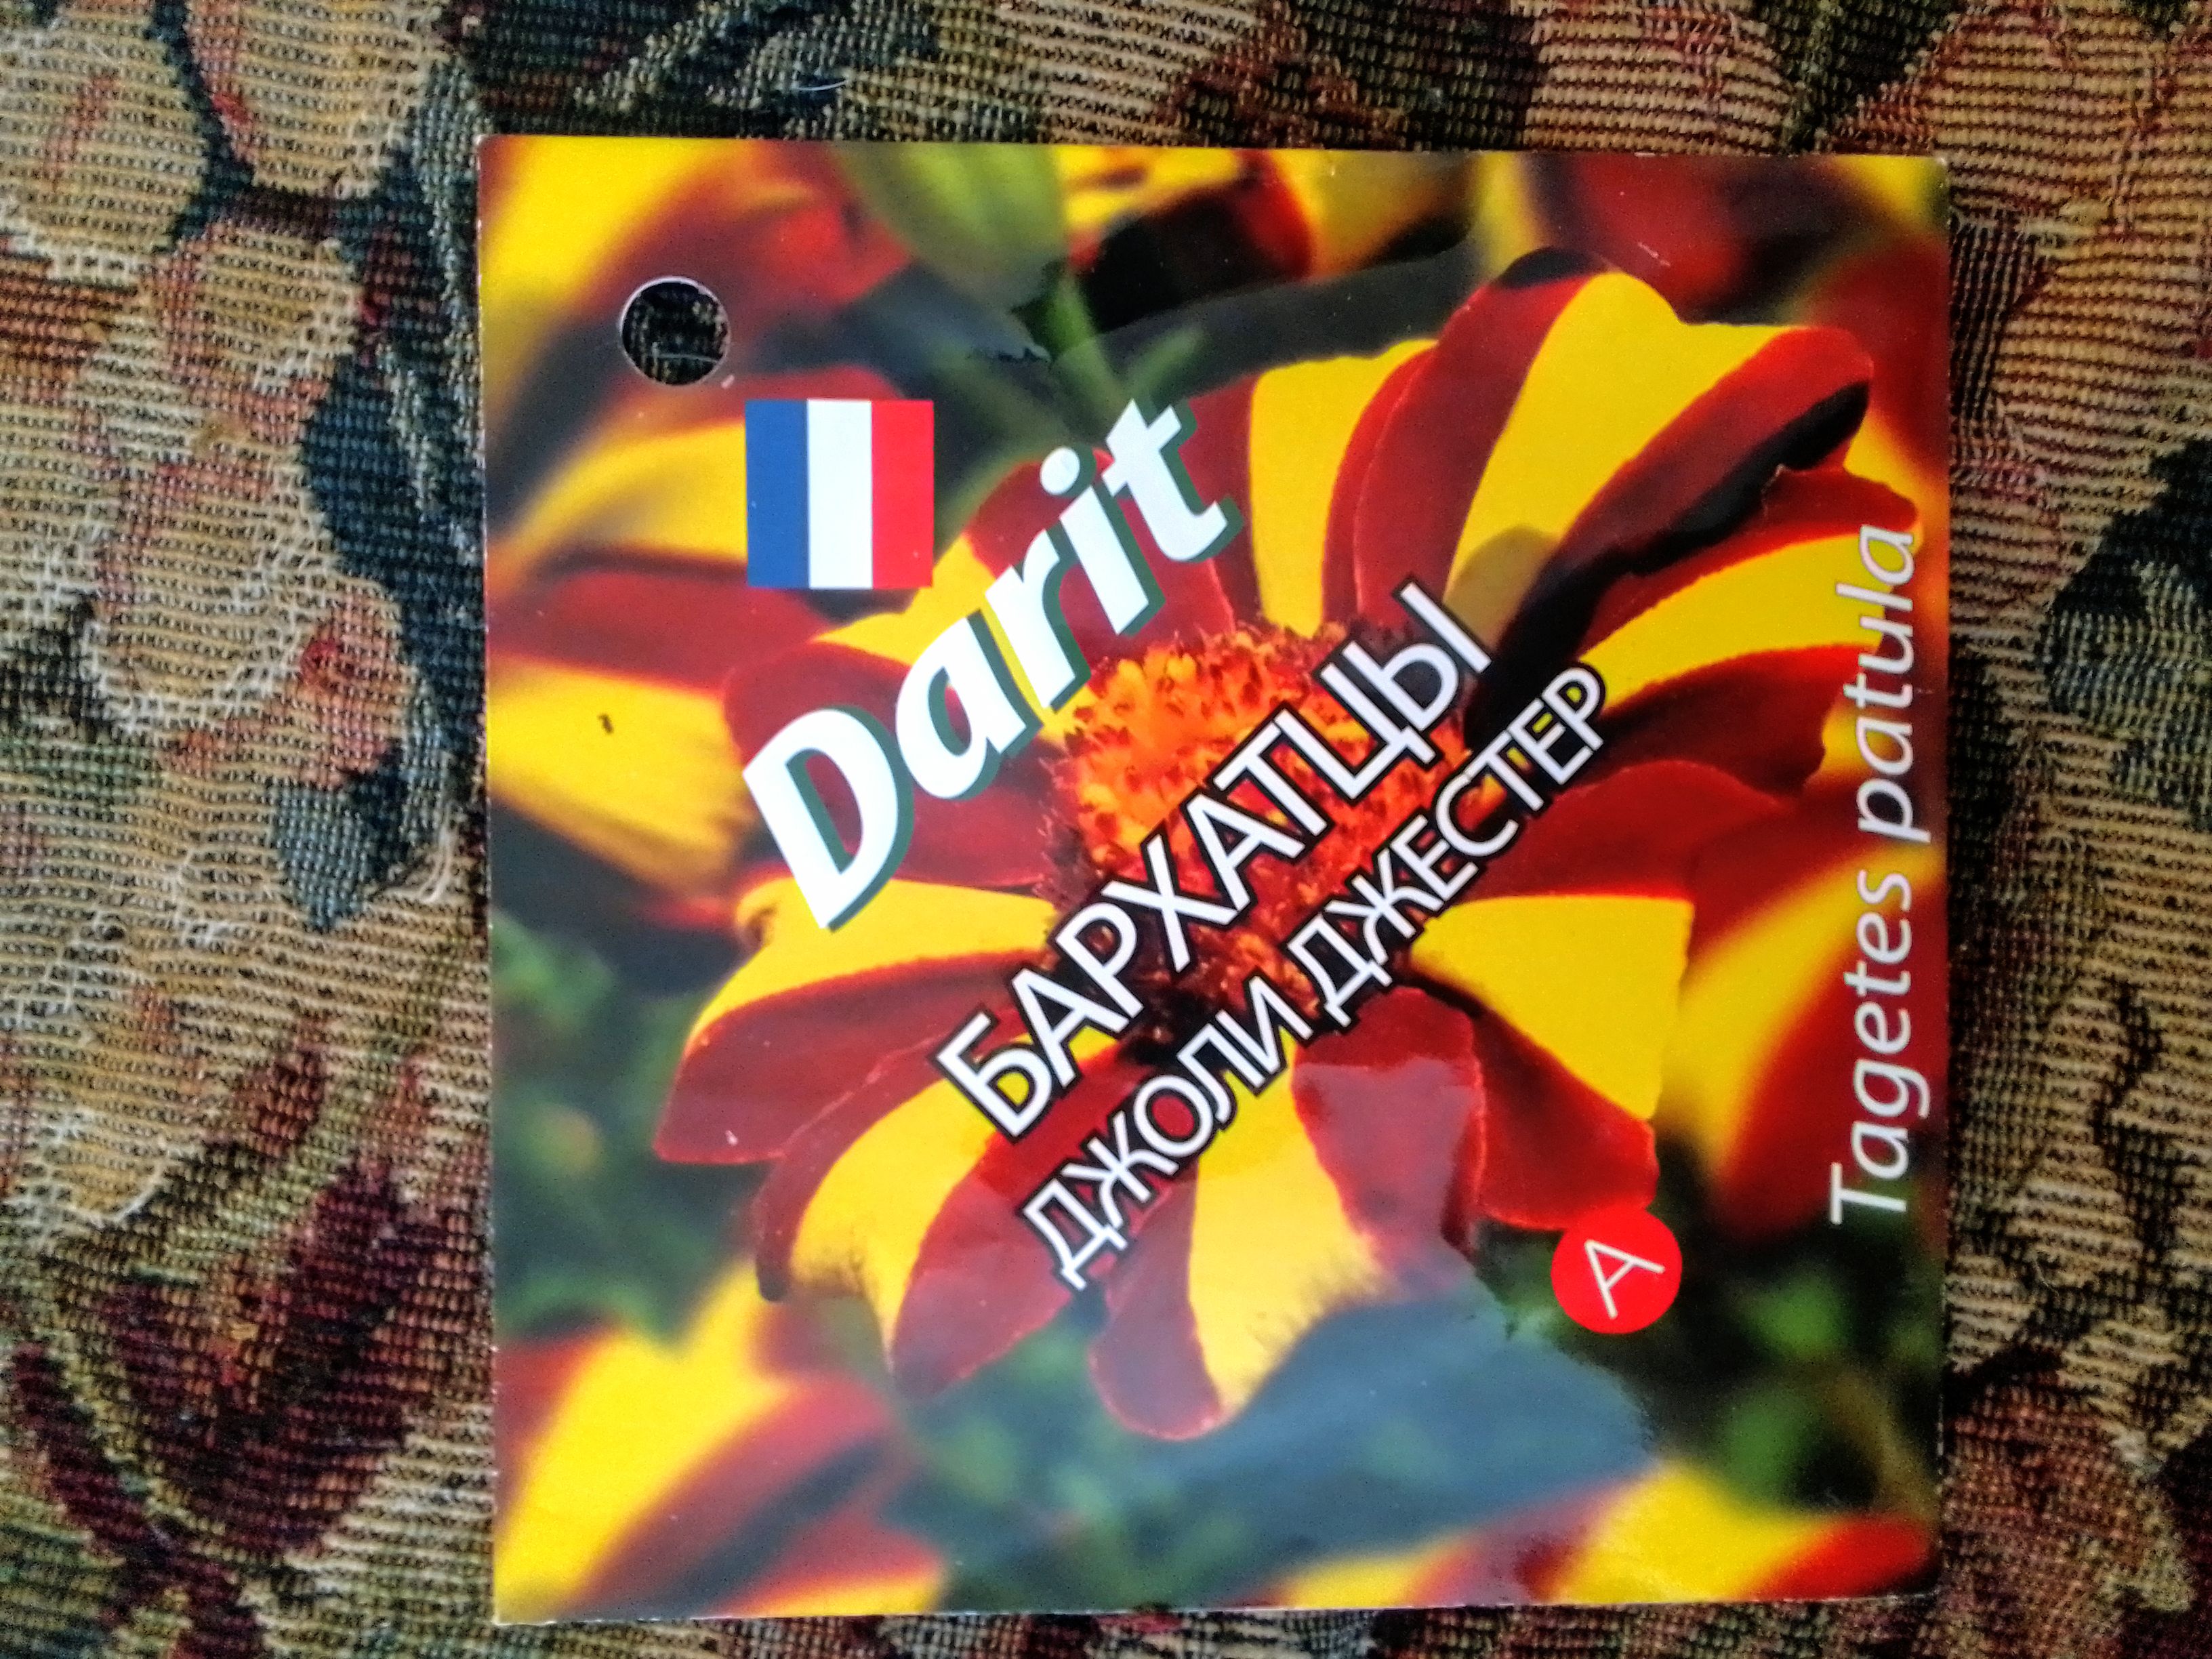 Darit
БАРХАТЦЫ
ДЖОЛИ ДЖЕСТЕР
Tagetes patula
A